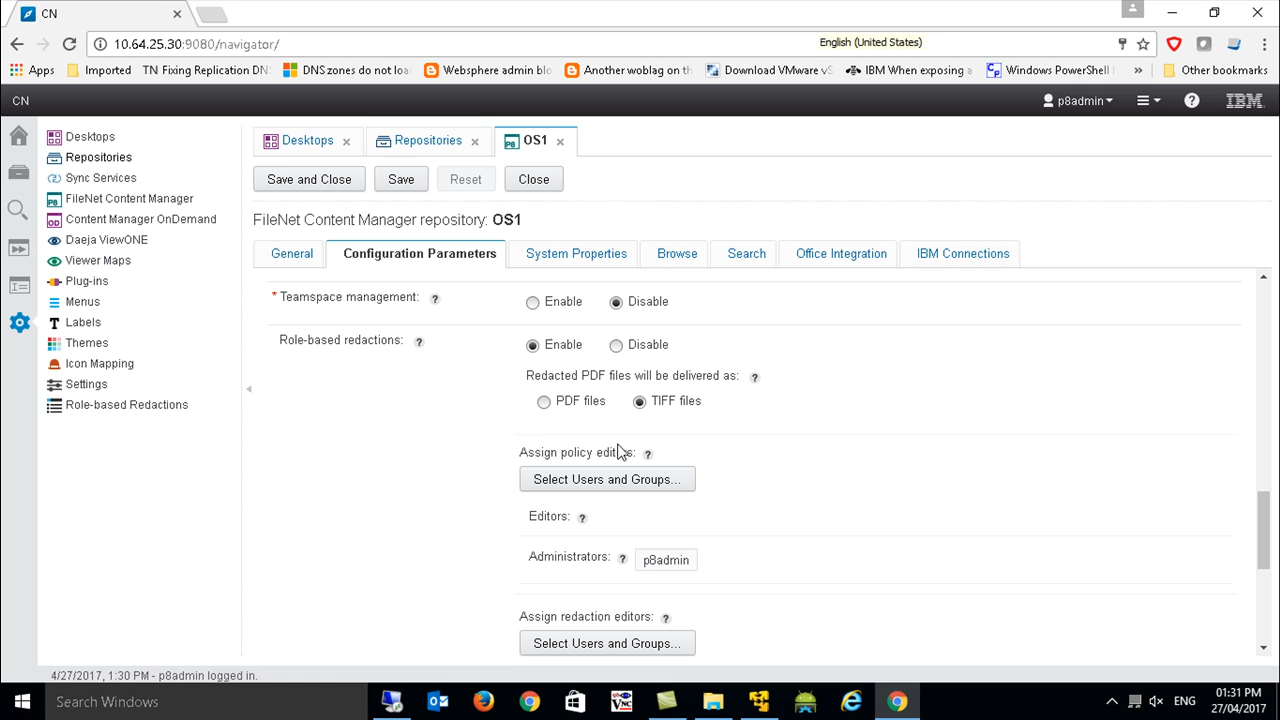 CN
10.64.25.30:9080/navigator/
English (United States)
Apps Imported TN Fixing Replication DNS DNS zones do not loa Websphere admin blo Another woblag on th Download VMware vS IBM When exposing a Windows PowerShell » Other bookmarks
CN p8admin ? IBM
Desktops
Repositories
Sync Services
FileNet Content Manager
Content Manager OnDemand
Daeja ViewONE
Viewer Maps
Plug-ins
Menus
Labels
Themes
Icon Mapping
Settings
Role-based Redactions
Desktops Repositories OS1
Save and Close Save Reset Close
FileNet Content Manager repository: OS1
General Configuration Parameters System Properties Browse Search Office Integration IBM Connections
* Teamspace management: ? Enable Disable
Role-based redactions: ? Enable Disable
Redacted PDF files will be delivered as: ?
PDF files TIFF files
Assign policy editors: ?
Select Users and Groups...
Editors: ?
Administrators: ? p8admin
Assign redaction editors: ?
Select Users and Groups...
4/27/2017, 1:30 PM - p8admin logged in.
Search Windows
ENG
01:31 PM
27/04/2017